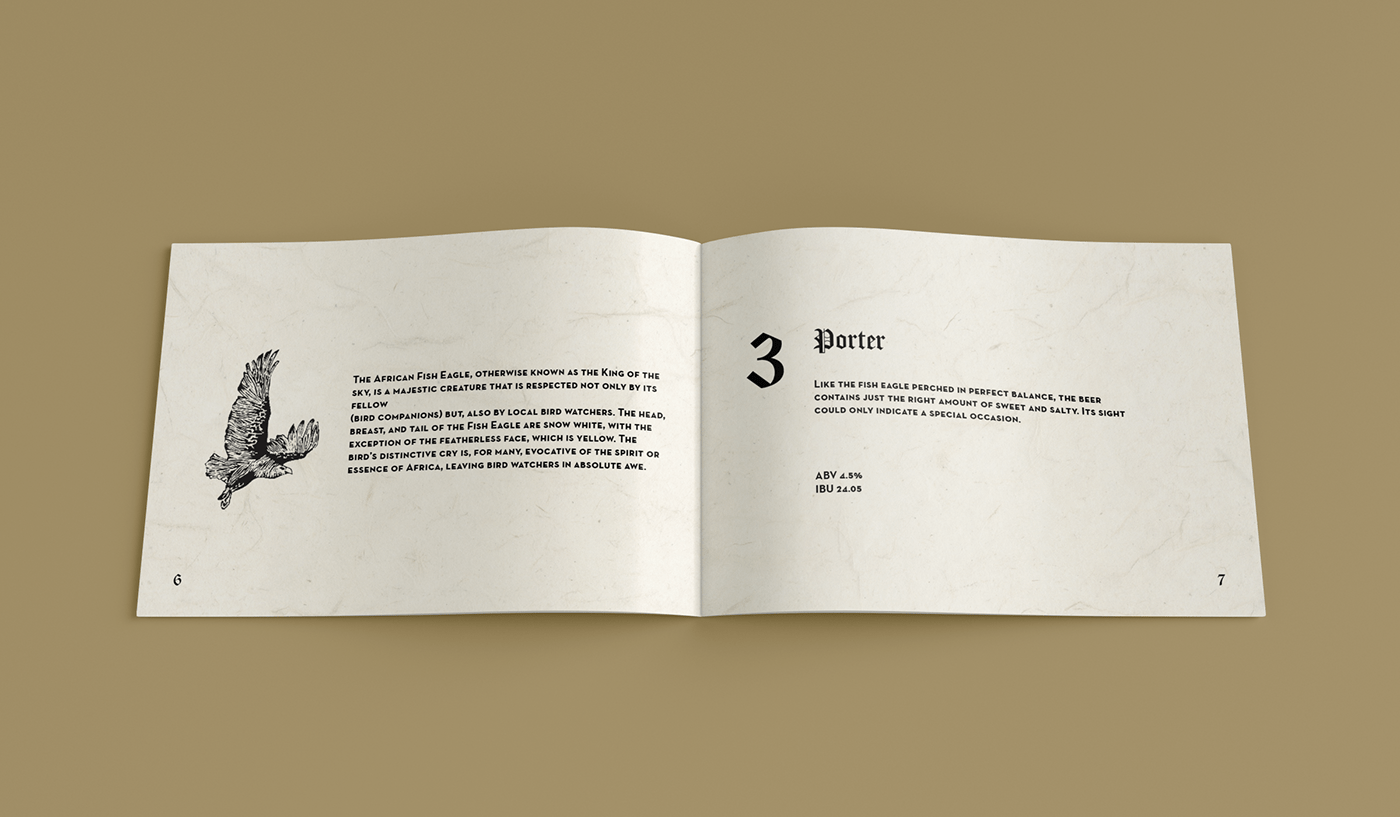 The African Fish Eagle, otherwise known as the King of the
sky, is a majestic creature that is respected not only by its
fellow
(bird companions) but, also by local bird watchers. The head,
breast, and tail of the Fish Eagle are snow white, with the
exception of the featherless face, which is yellow. The
bird's distinctive cry is, for many, evocative of the spirit or
essence of Africa, leaving bird watchers in absolute awe.
6
3
Porter
Like the fish eagle perched in perfect balance, the beer
contains just the right amount of sweet and salty. Its sight
could only indicate a special occasion.
ABV 4.5%
IBU 24.05
7